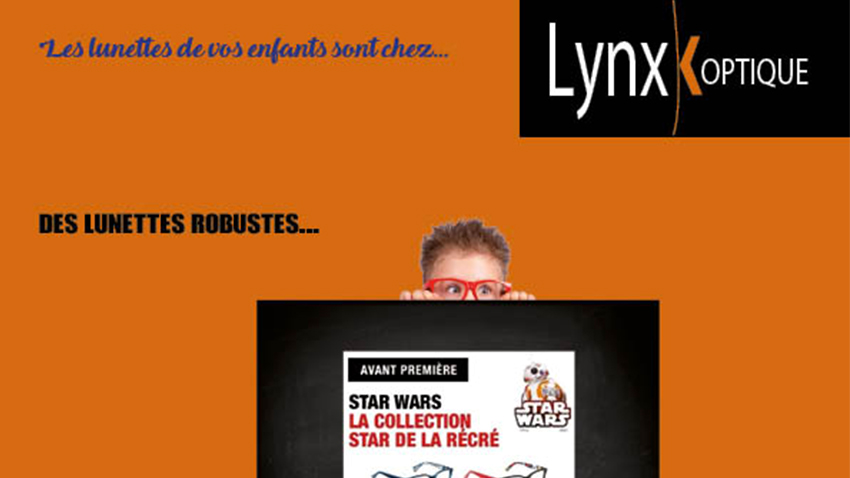 Les lunettes de vos enfants sont chez...
Lynx OPTIQUE
DES LUNETTES ROBUSTES...
AVANT PREMIÈRE
STAR WARS
LA COLLECTION
STAR DE LA RÉCRÉ
STAR
WARS